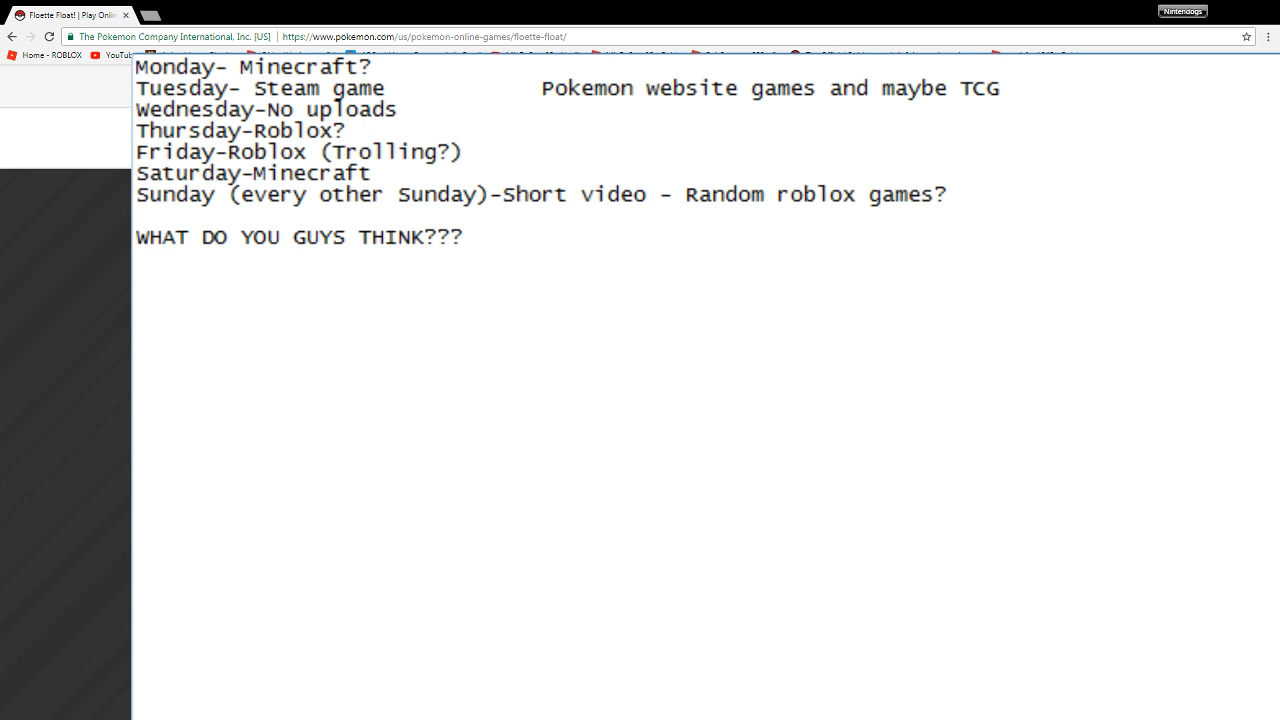 Nintendogs
Floette Float! | Play Onlin
The Pokemon Company International, Inc. [US] https://www.pokemon.com/us/pokemon-online-games/floette-float/
Home - ROBLOX YouTu
Monday- Minecraft?
Tuesday- Steam game Pokemon website games and maybe TCG
Wednesday-No uploads
Thursday-Roblox?
Friday-Roblox (Trolling?)
Saturday-Minecraft
Sunday (every other Sunday)-Short video - Random roblox games?
WHAT DO YOU GUYS THINK???